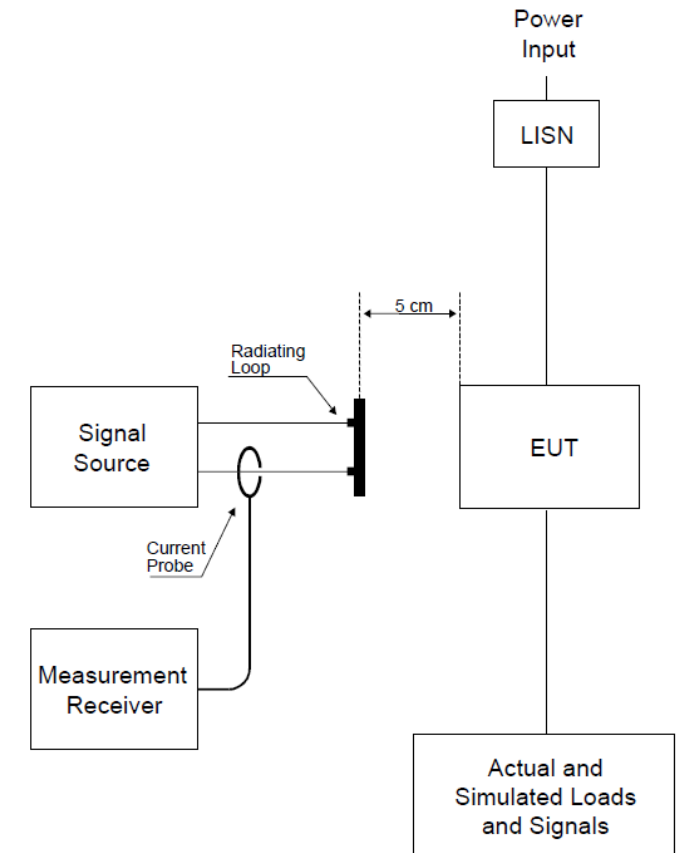 Power
Input
LISN
5 cm
Radiating
Loop
Signal
Source
EUT
Current
Probe
Measurement
Receiver
Actual and
Simulated Loads
and Signals